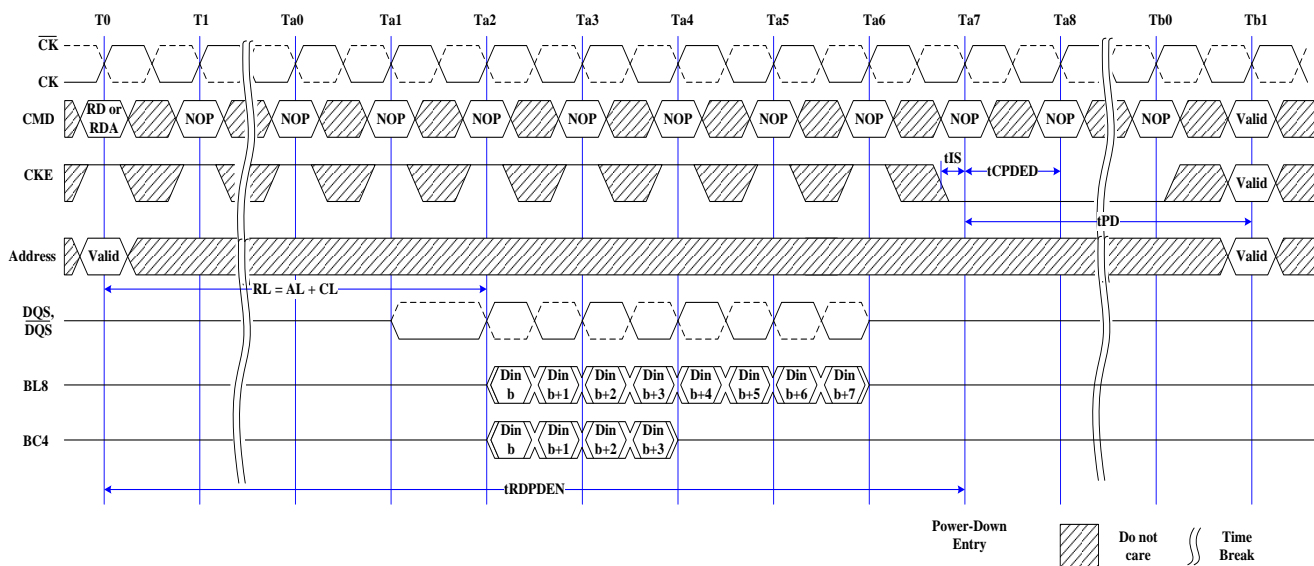 T0 T1 Ta0 Ta1 Ta2 Ta3 Ta4 Ta5 Ta6 Ta7 Ta8 Tb0 Tb1
CK
CK
CMD RD or RDA NOP NOP NOP NOP NOP NOP NOP NOP NOP NOP NOP Valid
tIS
CKE tCPDED Valid
tPD
Address Valid Valid
RL = AL + CL
DQS,
DQS
BL8 Din b Din b+1 Din b+2 Din b+3 Din b+4 Din b+5 Din b+6 Din b+7
BC4 Din b Din b+1 Din b+2 Din b+3
tRDPDEN
Power-Down Entry
Do not care
Time Break